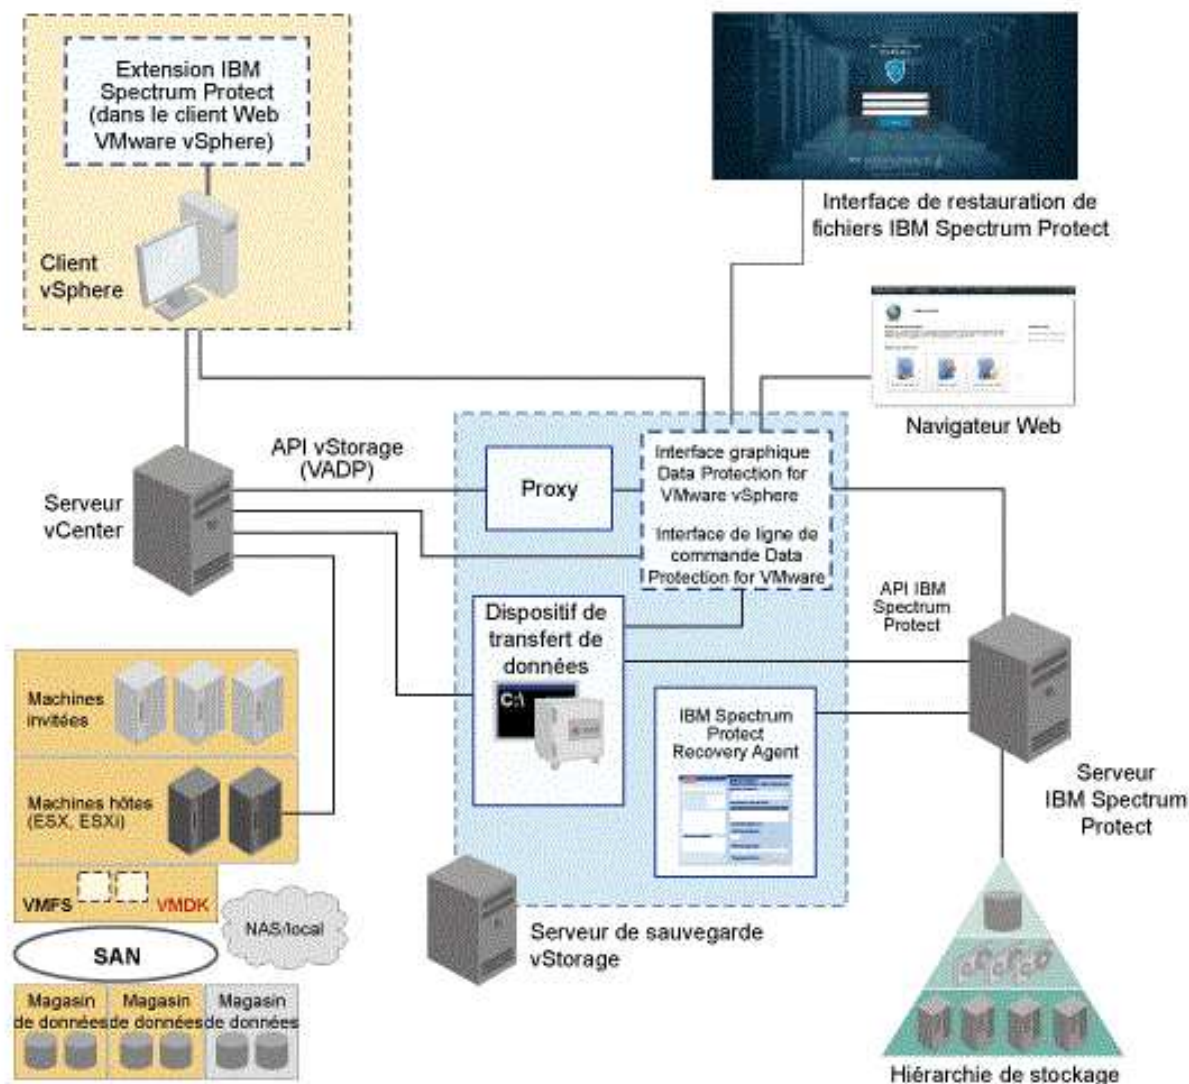 Extension IBM
Spectrum Protect
(dans le client Web
VMware vSphere)
Client
vSphere
Interface de restauration de
fichiers IBM Spectrum Protect
Navigateur Web
API vStorage
(VADP)
Serveur
vCenter
Proxy
Interface graphique
Data Protection for
VMware vSphere
Interface de ligne de
commande Data
Protection for VMware
API IBM
Spectrum
Protect
Dispositif de
transfert de
données
C:\
IBM Spectrum
Protect
Recovery Agent
Serveur
IBM Spectrum
Protect
Machines
invitées
Machines hôtes
(ESX, ESXi)
VMFS
VMDK
NAS/local
SAN
Serveur de sauvegarde
vStorage
Magasin
de données
Magasin
de données
Magasin
de données
Hiérarchie de stockage